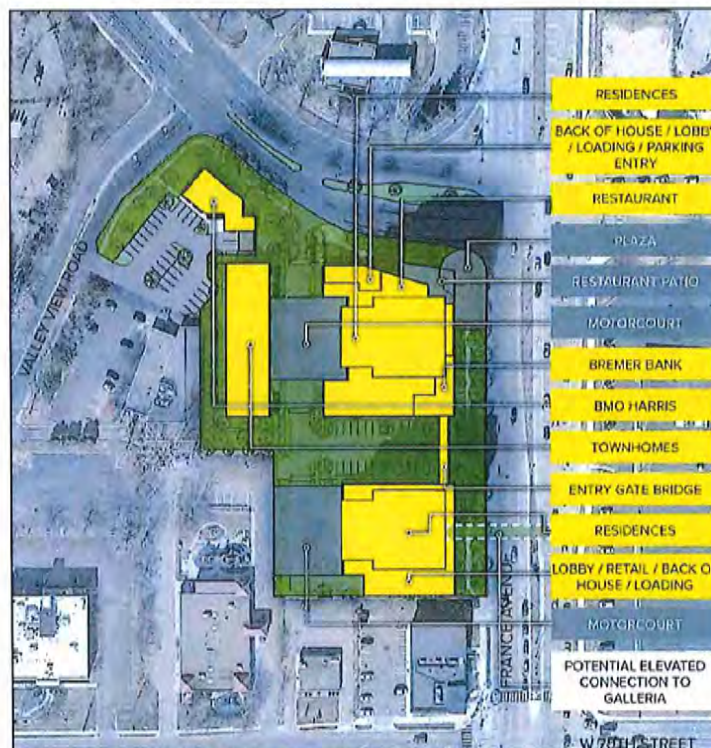 RESIDENCES
BACK OF HOUSE / LOBBY
/ LOADING / PARKING
ENTRY
RESTAURANT
PLAZA
RESTAURANT PATIO
MOTORCOURT
BREMER BANK
BMO HARRIS
TOWNHOMES
ENTRY GATE BRIDGE
RESIDENCES
LOBBY / RETAIL / BACK O
HOUSE / LOADING
MOTORCOURT
POTENTIAL ELEVATED
CONNECTION TO
GALLERIA
VALLEY VIEW ROAD
FRANCE AVENUE
W 70TH STREET